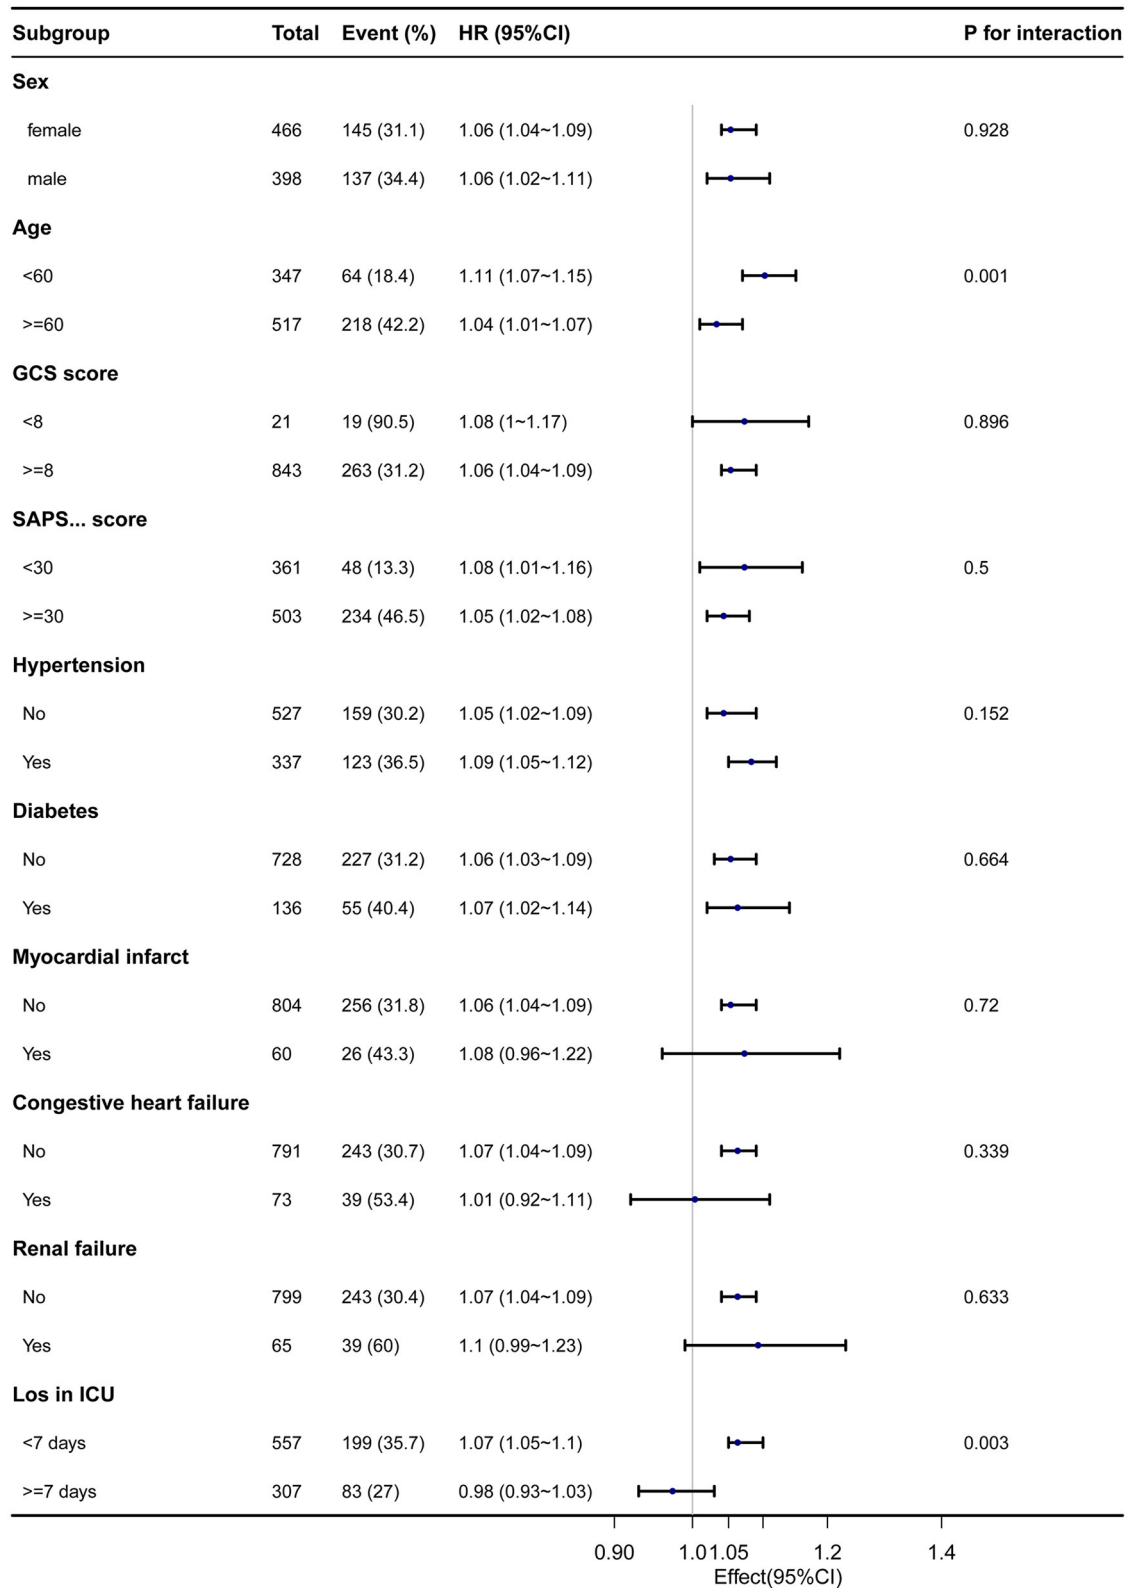 Subgroup Total Event (%) HR (95%CI) P for interaction
Sex
female 466 145 (31.1) 1.06 (1.04~1.09) 0.928
male 398 137 (34.4) 1.06 (1.02~1.11)
Age
<60 347 64 (18.4) 1.11 (1.07~1.15) 0.001
>=60 517 218 (42.2) 1.04 (1.01~1.07)
GCS score
<8 21 19 (90.5) 1.08 (1~1.17) 0.896
>=8 843 263 (31.2) 1.06 (1.04~1.09)
SAPS... score
<30 361 48 (13.3) 1.08 (1.01~1.16) 0.5
>=30 503 234 (46.5) 1.05 (1.02~1.08)
Hypertension
No 527 159 (30.2) 1.05 (1.02~1.09) 0.152
Yes 337 123 (36.5) 1.09 (1.05~1.12)
Diabetes
No 728 227 (31.2) 1.06 (1.03~1.09) 0.664
Yes 136 55 (40.4) 1.07 (1.02~1.14)
Myocardial infarct
No 804 256 (31.8) 1.06 (1.04~1.09) 0.72
Yes 60 26 (43.3) 1.08 (0.96~1.22)
Congestive heart failure
No 791 243 (30.7) 1.07 (1.04~1.09) 0.339
Yes 73 39 (53.4) 1.01 (0.92~1.11)
Renal failure
No 799 243 (30.4) 1.07 (1.04~1.09) 0.633
Yes 65 39 (60) 1.1 (0.99~1.23)
Los in ICU
<7 days 557 199 (35.7) 1.07 (1.05~1.1) 0.003
>=7 days 307 83 (27) 0.98 (0.93~1.03)
0.90 1.0 1.05 1.2 1.4
Effect(95%CI)